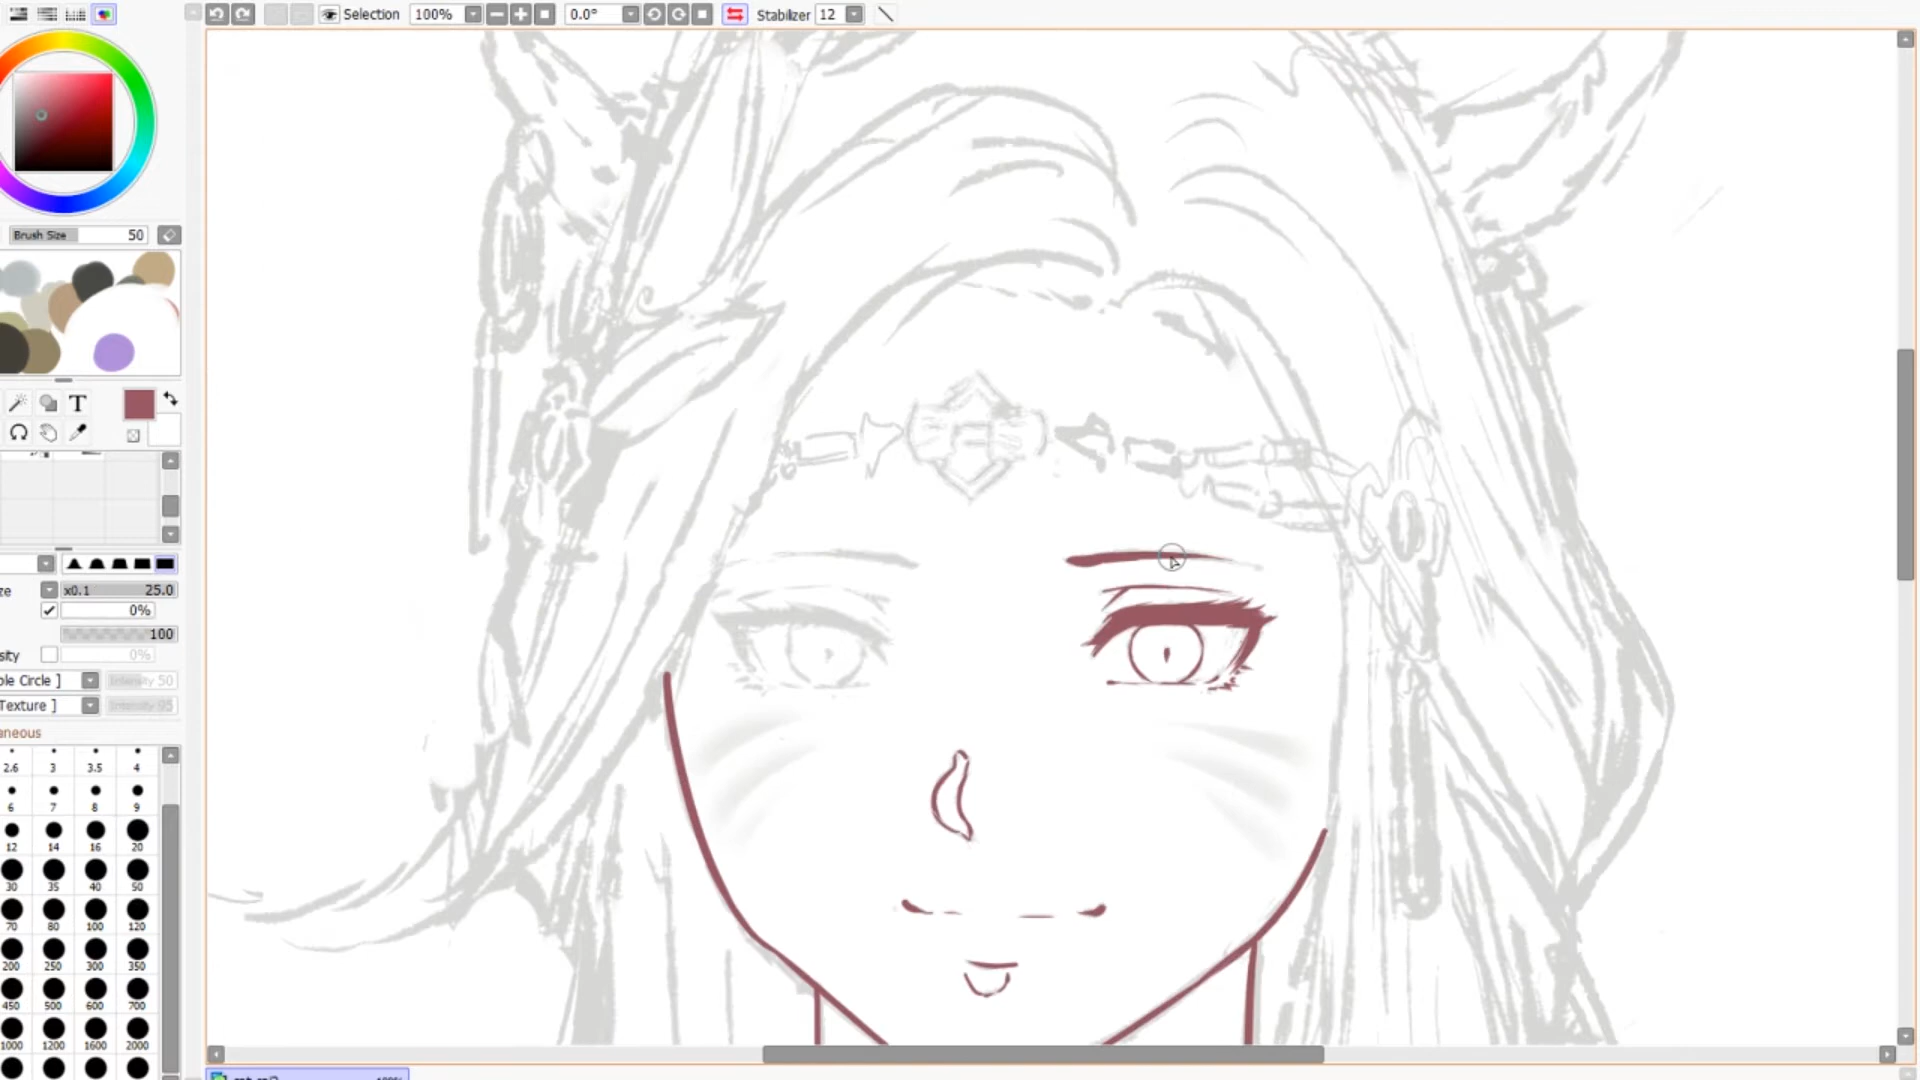 Selection 100% 0.0° Stabilizer 12
Brush Size 50
T
ze x0.1 25.0
0%
100
sity 0%
ple Circle ] Intensity 50
Texture ] Intensity 95
aneous
2.6 3 3.5 4
6 7 8 9
12 14 16 20
30 35 40 50
70 80 100 120
200 250 300 350
450 500 600 700
1000 1200 1600 2000